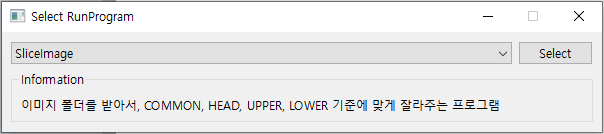 Select RunProgram
SliceImage
Select
Information
이미지 폴더를 받아서, COMMON, HEAD, UPPER, LOWER 기준에 맞게 잘라주는 프로그램